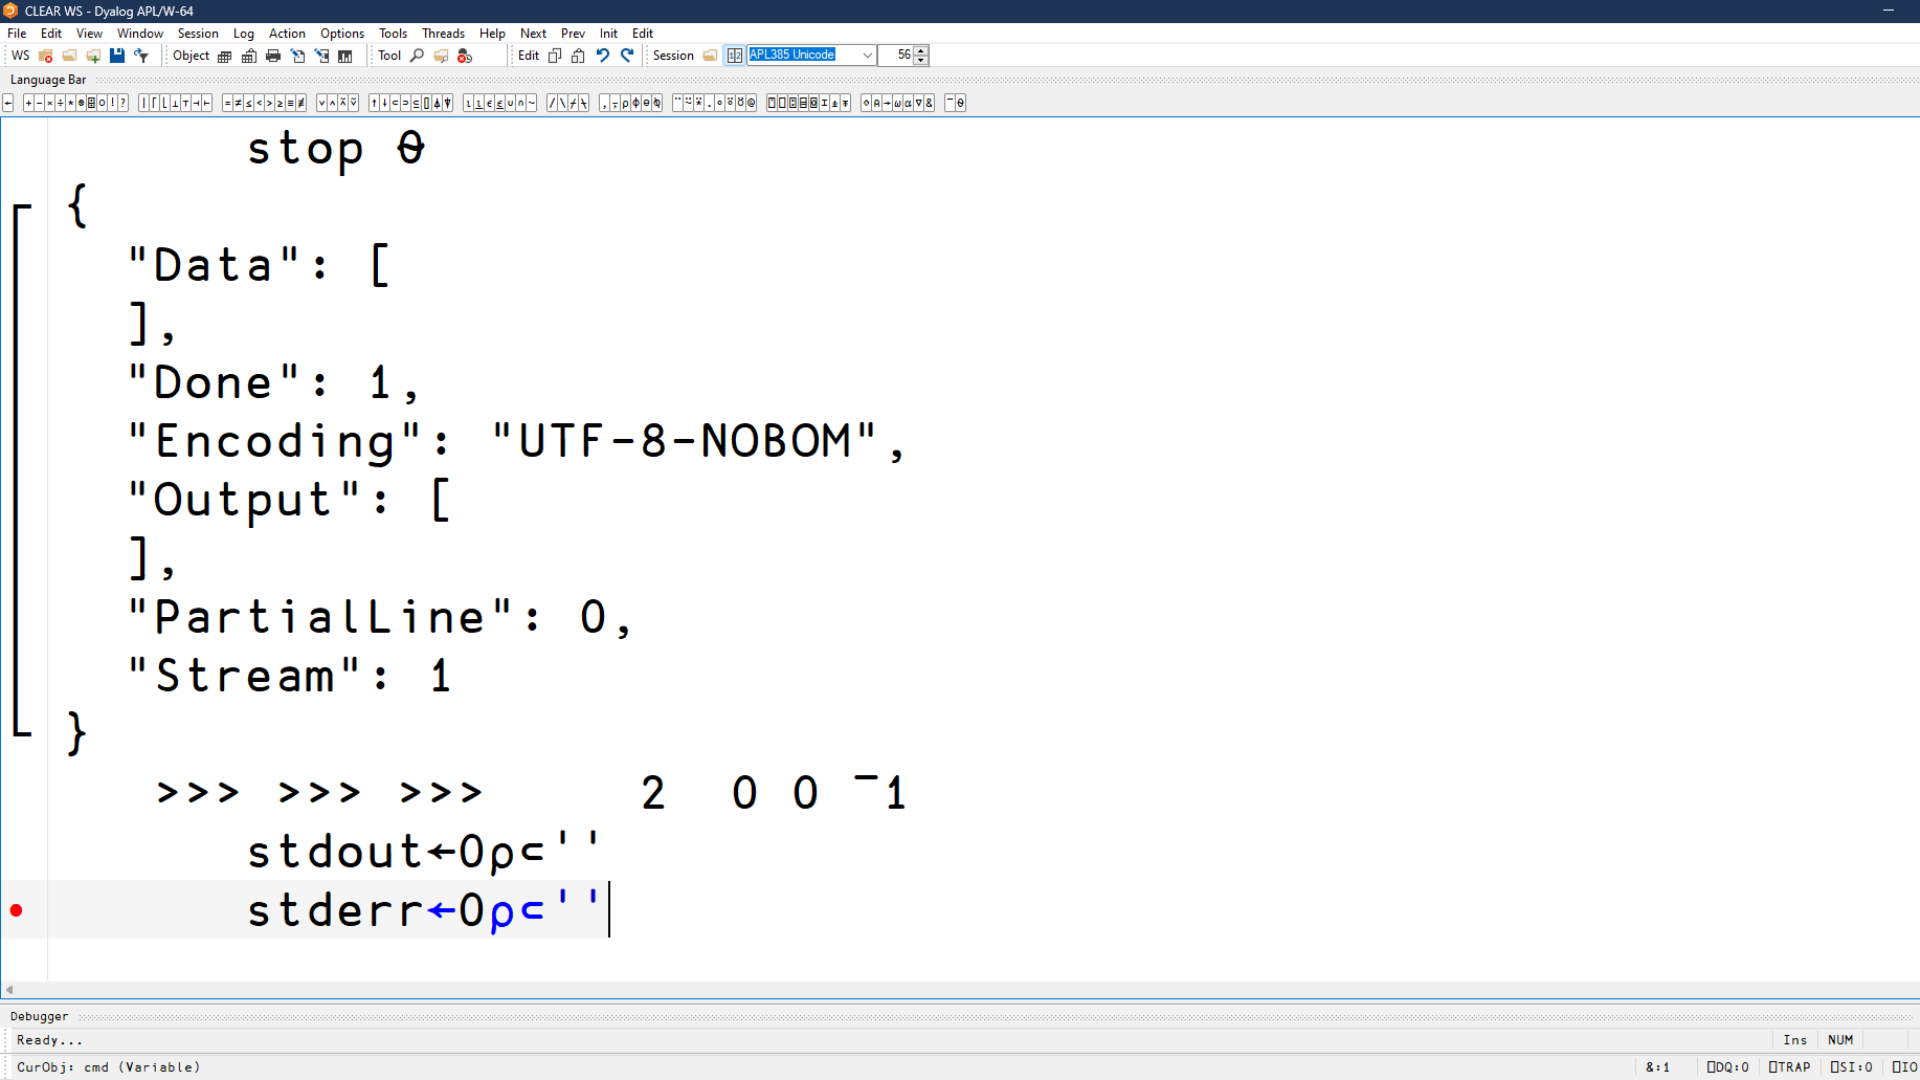 CLEAR WS - Dyalog APL/W-64
File Edit View Window Session Log Action Options Tools Threads Help Next Prev Init Edit
WS Object Tool Edit Session APL385 Unicode 56
Language Bar
stop ⍬
{
"Data": [
],
"Done": 1,
"Encoding": "UTF-8-NOBOM",
"Output": [
],
"PartialLine": 0,
"Stream": 1
}
>>> >>> >>> 2 0 0 ¯1
stdout←0⍴⊂''
stderr←0⍴⊂''
Debugger
Ready... Ins NUM
CurObj: cmd (Variable) &:1 ⎕DQ:0 ⎕TRAP ⎕SI:0 ⎕IO